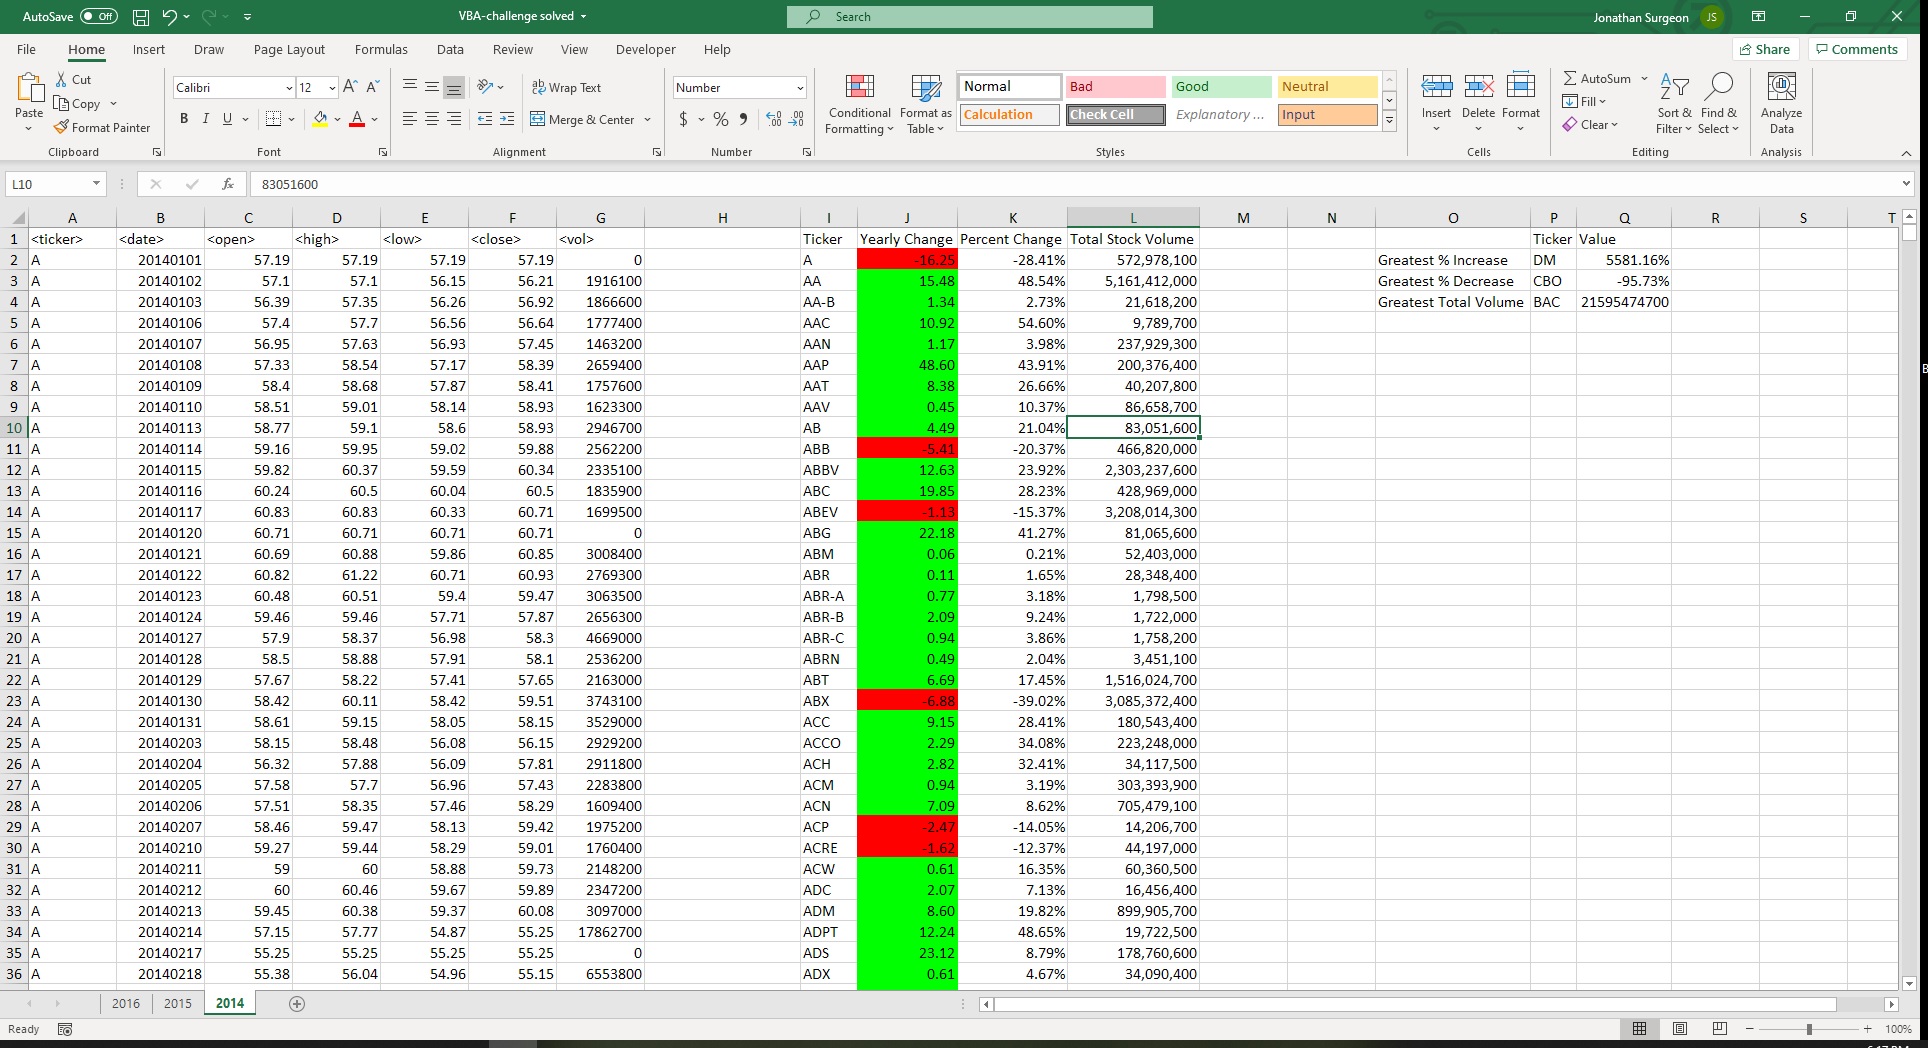 AutoSave Off VBA-challenge solved Search Jonathan Surgeon JS
File Home Insert Draw Page Layout Formulas Data Review View Developer Help Share Comments
Cut
Copy
Format Painter
Paste
Clipboard
Calibri 12
B I U
Font
Wrap Text
Merge & Center
Alignment
Number
$ % 9
Number
Conditional Formatting
Format as Table
Normal Bad Good Neutral
Calculation Check Cell Explanatory ... Input
Styles
Insert Delete Format
Cells
AutoSum
Fill
Clear
Sort & Filter
Find & Select
Editing
Analyze Data
Analysis
L10 fx 83051600
A B C D E F G H I J K L M N O P Q R S T
1 <ticker> <date> <open> <high> <low> <close> <vol> Ticker Yearly Change Percent Change Total Stock Volume Ticker Value
2 A 20140101 57.19 57.19 57.19 57.19 0 A -16.25 -28.41% 572,978,100 Greatest % Increase DM 5581.16%
3 A 20140102 57.1 57.1 56.15 56.21 1916100 AA 15.48 48.54% 5,161,412,000 Greatest % Decrease CBO -95.73%
4 A 20140103 56.39 57.35 56.26 56.92 1866600 AA-B 1.34 2.73% 21,618,200 Greatest Total Volume BAC 21595474700
5 A 20140106 57.4 57.7 56.56 56.64 1777400 AAC 10.92 54.60% 9,789,700
6 A 20140107 56.95 57.63 56.93 57.45 1463200 AAN 1.17 3.98% 237,929,300
7 A 20140108 57.33 58.54 57.17 58.39 2659400 AAP 48.60 43.91% 200,376,400
8 A 20140109 58.4 58.68 57.87 58.41 1757600 AAT 8.38 26.66% 40,207,800
9 A 20140110 58.51 59.01 58.14 58.93 1623300 AAV 0.45 10.37% 86,658,700
10 A 20140113 58.77 59.1 58.6 58.93 2946700 AB 4.49 21.04% 83,051,600
11 A 20140114 59.16 59.95 59.02 59.88 2562200 ABB -5.41 -20.37% 466,820,000
12 A 20140115 59.82 60.37 59.59 60.34 2335100 ABBV 12.63 23.92% 2,303,237,600
13 A 20140116 60.24 60.5 60.04 60.5 1835900 ABC 19.85 28.23% 428,969,000
14 A 20140117 60.83 60.83 60.33 60.71 1699500 ABEV -1.13 -15.37% 3,208,014,300
15 A 20140120 60.71 60.71 60.71 60.71 0 ABG 22.18 41.27% 81,065,600
16 A 20140121 60.69 60.88 59.86 60.85 3008400 ABM 0.06 0.21% 52,403,000
17 A 20140122 60.82 61.22 60.71 60.93 2769300 ABR 0.11 1.65% 28,348,400
18 A 20140123 60.48 60.51 59.4 59.47 3063500 ABR-A 0.77 3.18% 1,798,500
19 A 20140124 59.46 59.46 57.71 57.87 2656300 ABR-B 2.09 9.24% 1,722,000
20 A 20140127 57.9 58.37 56.98 58.3 4669000 ABR-C 0.94 3.86% 1,758,200
21 A 20140128 58.5 58.88 57.91 58.1 2536200 ABRN 0.49 2.04% 3,451,100
22 A 20140129 57.67 58.22 57.41 57.65 2163000 ABT 6.69 17.45% 1,516,024,700
23 A 20140130 58.42 60.11 58.42 59.51 3743100 ABX -6.88 -39.02% 3,085,372,400
24 A 20140131 58.61 59.15 58.05 58.15 3529000 ACC 9.15 28.41% 180,543,400
25 A 20140203 58.15 58.48 56.08 56.15 2929200 ACCO 2.29 34.08% 223,248,000
26 A 20140204 56.32 57.88 56.09 57.81 2911800 ACH 2.82 32.41% 34,117,500
27 A 20140205 57.58 57.7 56.96 57.43 2283800 ACM 0.94 3.19% 303,393,900
28 A 20140206 57.51 58.35 57.46 58.29 1609400 ACN 7.09 8.62% 705,479,100
29 A 20140207 58.46 59.47 58.13 59.42 1975200 ACP -2.47 -14.05% 14,206,700
30 A 20140210 59.27 59.44 58.29 59.01 1760400 ACRE -1.62 -12.37% 44,197,000
31 A 20140211 59 60 58.88 59.73 2148200 ACW 0.61 16.35% 60,360,500
32 A 20140212 60 60.46 59.67 59.89 2347200 ADC 2.07 7.13% 16,456,400
33 A 20140213 59.45 60.38 59.37 60.08 3097000 ADM 8.60 19.82% 899,905,700
34 A 20140214 57.15 57.77 54.87 55.25 17862700 ADPT 12.24 48.65% 19,722,500
35 A 20140217 55.25 55.25 55.25 55.25 0 ADS 23.12 8.79% 178,760,600
36 A 20140218 55.38 56.04 54.96 55.15 6553800 ADX 0.61 4.67% 34,090,400
2016 2015 2014
Ready 100%